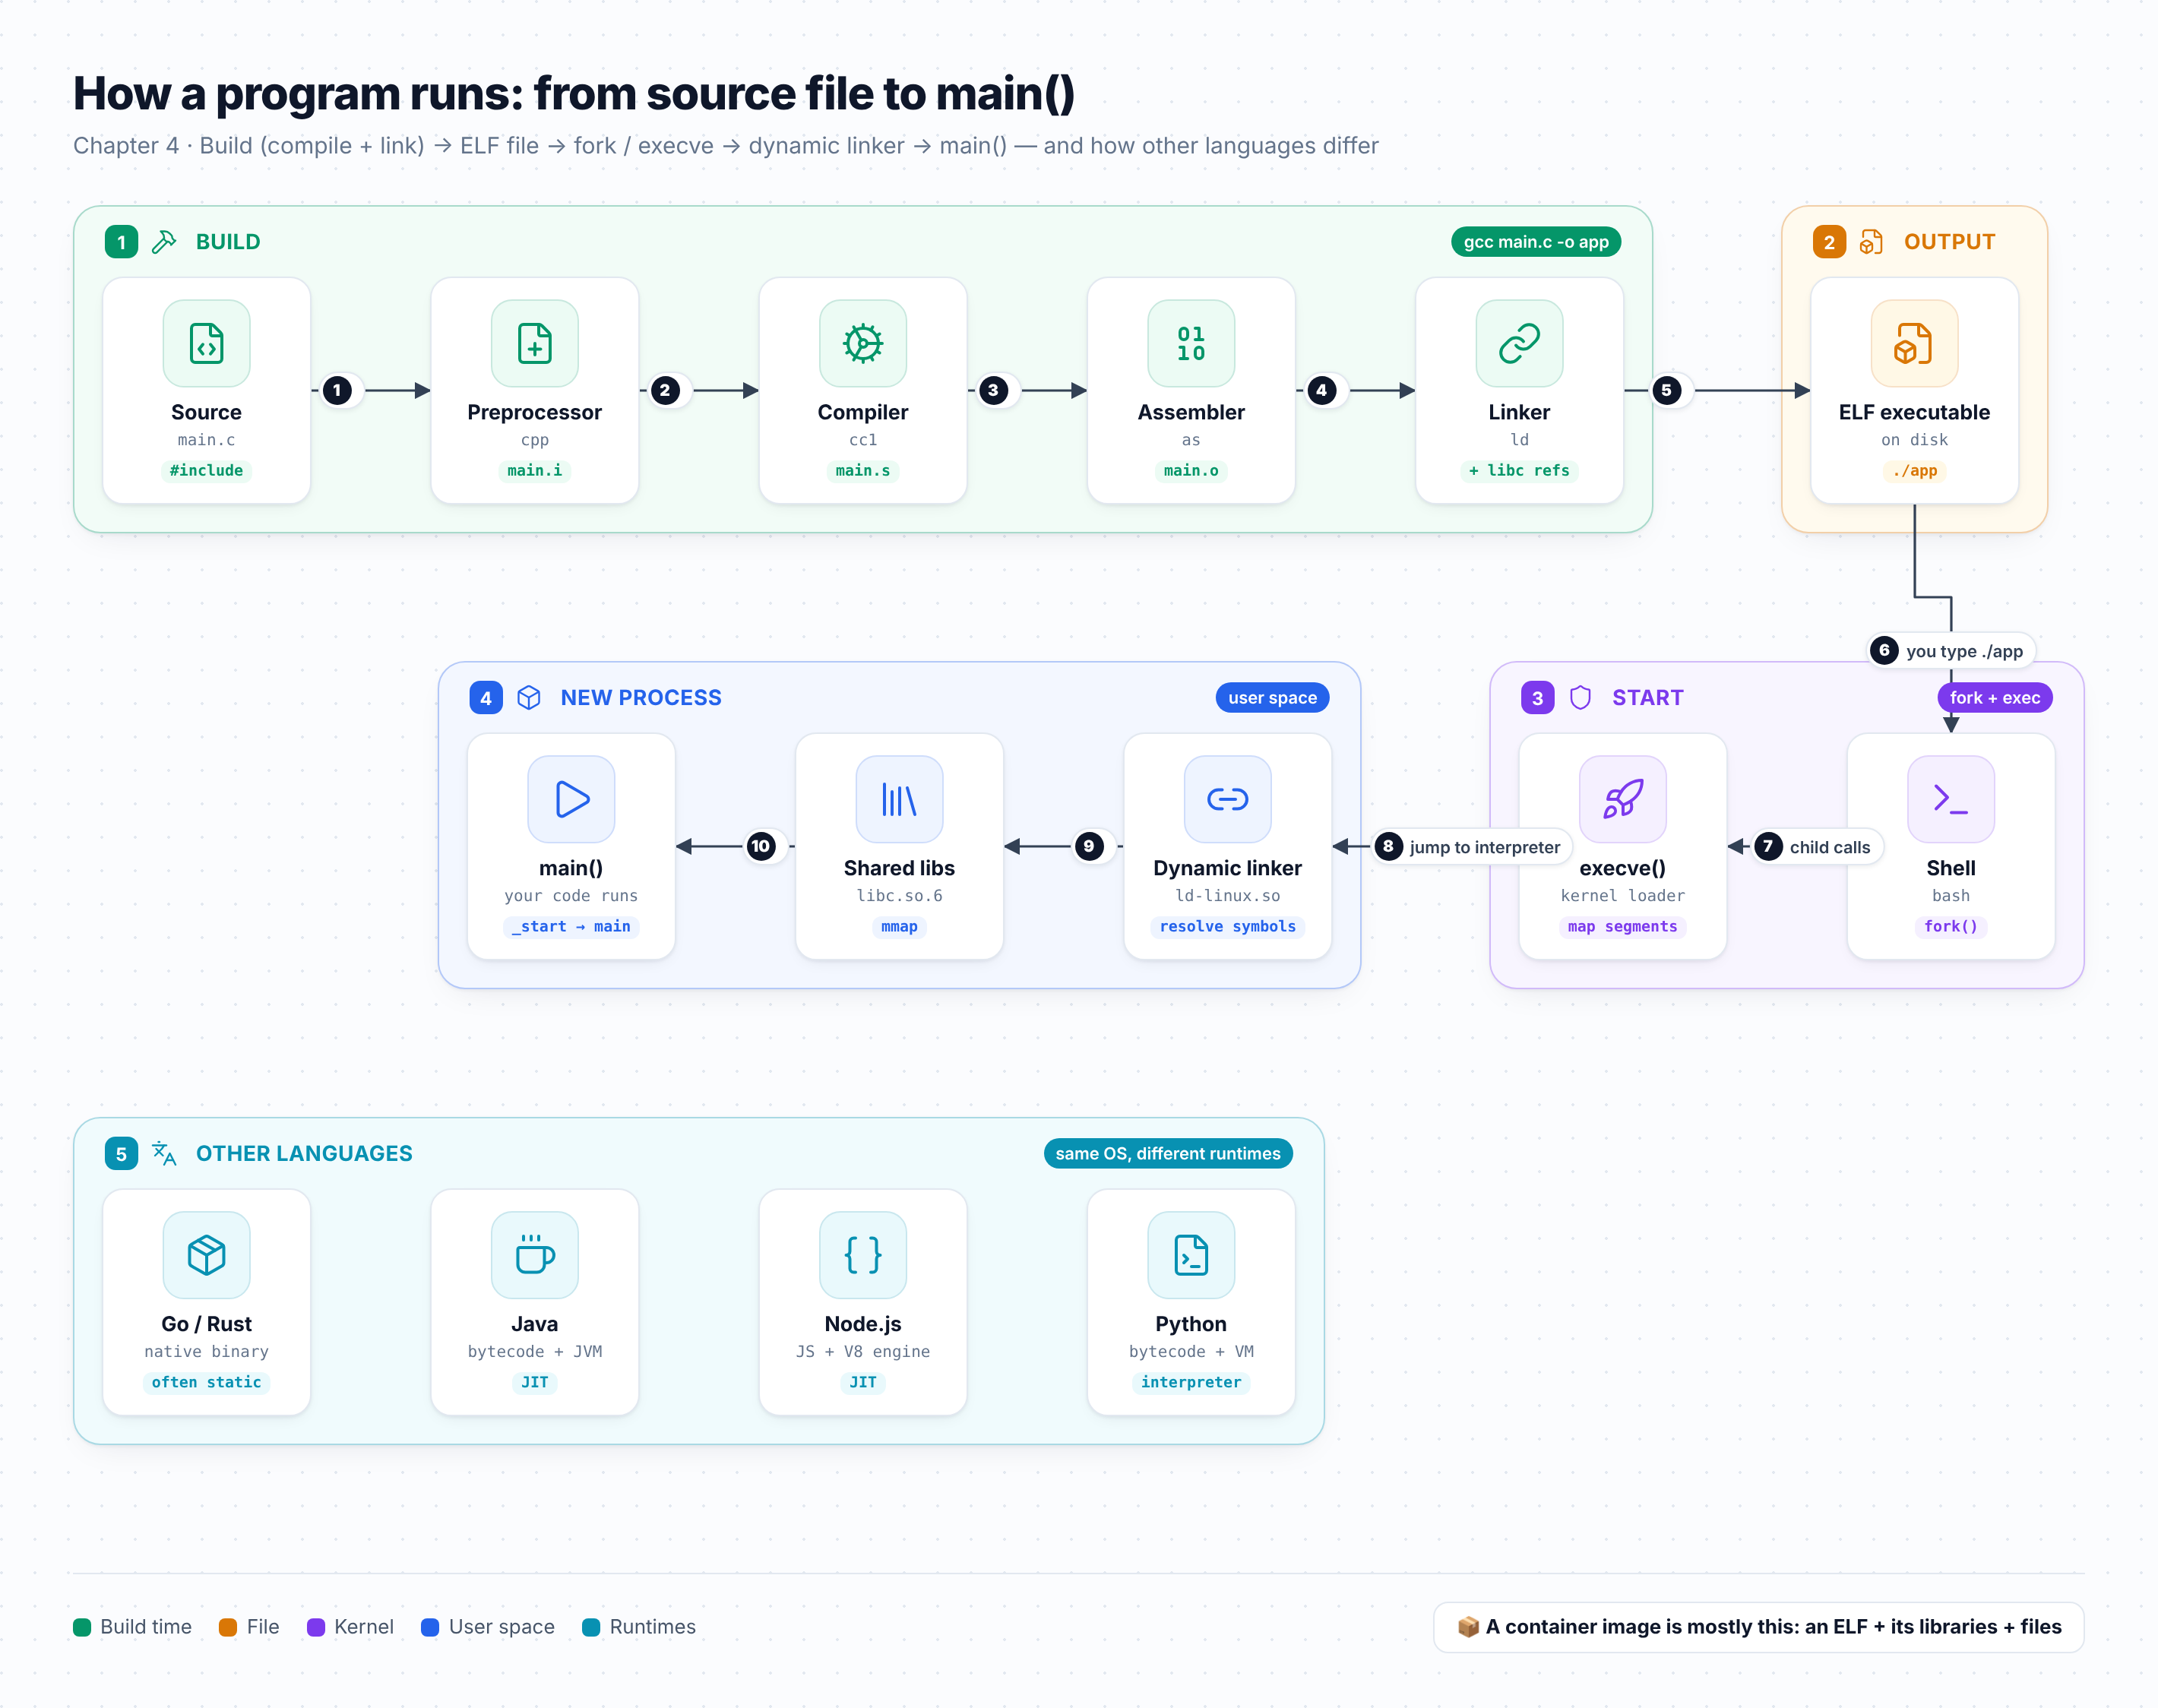 How a program runs: from source file to main()
Chapter 4 · Build (compile + link) → ELF file → fork / execve → dynamic linker → main() — and how other languages differ
1 BUILD
gcc main.c -o app
Source
main.c
#include
1
Preprocessor
cpp
main.i
2
Compiler
cc1
main.s
3
Assembler
as
main.o
01
10
4
Linker
ld
+ libc refs
5
2 OUTPUT
ELF executable
on disk
./app
6 you type ./app
3 START
fork + exec
Shell
bash
fork()
7 child calls
execve()
kernel loader
map segments
8 jump to interpreter
4 NEW PROCESS
user space
Dynamic linker
ld-linux.so
resolve symbols
9
Shared libs
libc.so.6
mmap
10
main()
your code runs
_start → main
5 OTHER LANGUAGES
same OS, different runtimes
Go / Rust
native binary
often static
Java
bytecode + JVM
JIT
Node.js
JS + V8 engine
JIT
Python
bytecode + VM
interpreter
Build time
File
Kernel
User space
Runtimes
📦 A container image is mostly this: an ELF + its libraries + files